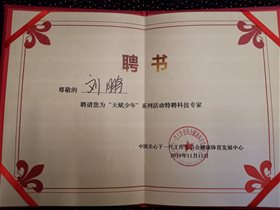 聘书
尊敬的 刘鹏
聘请您为“天赋少年”系列活动特聘科技专家
中国关心下一代工作委员会健康体育发展中心
2019年11月15日